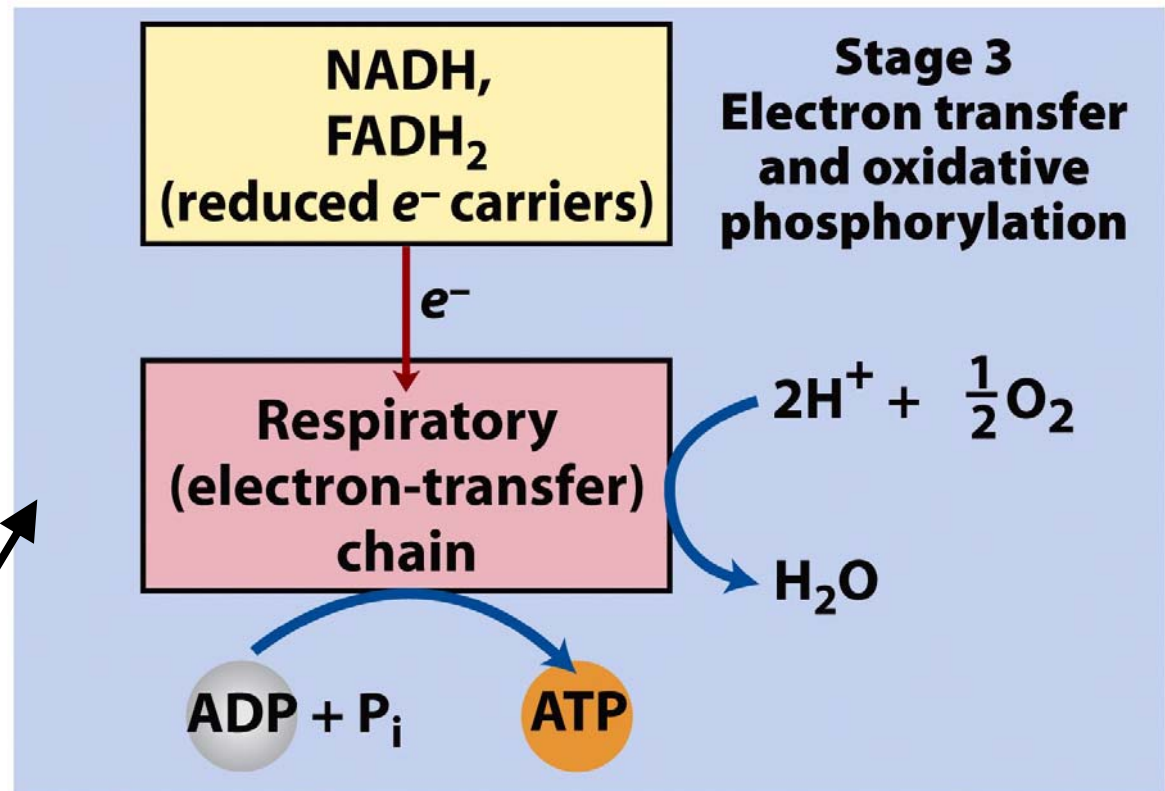 NADH,
FADH₂
(reduced e⁻ carriers)
Stage 3
Electron transfer
and oxidative
phosphorylation
e⁻
Respiratory
(electron-transfer)
chain
2H⁺ + ½O₂
H₂O
ADP + Pᵢ
ATP